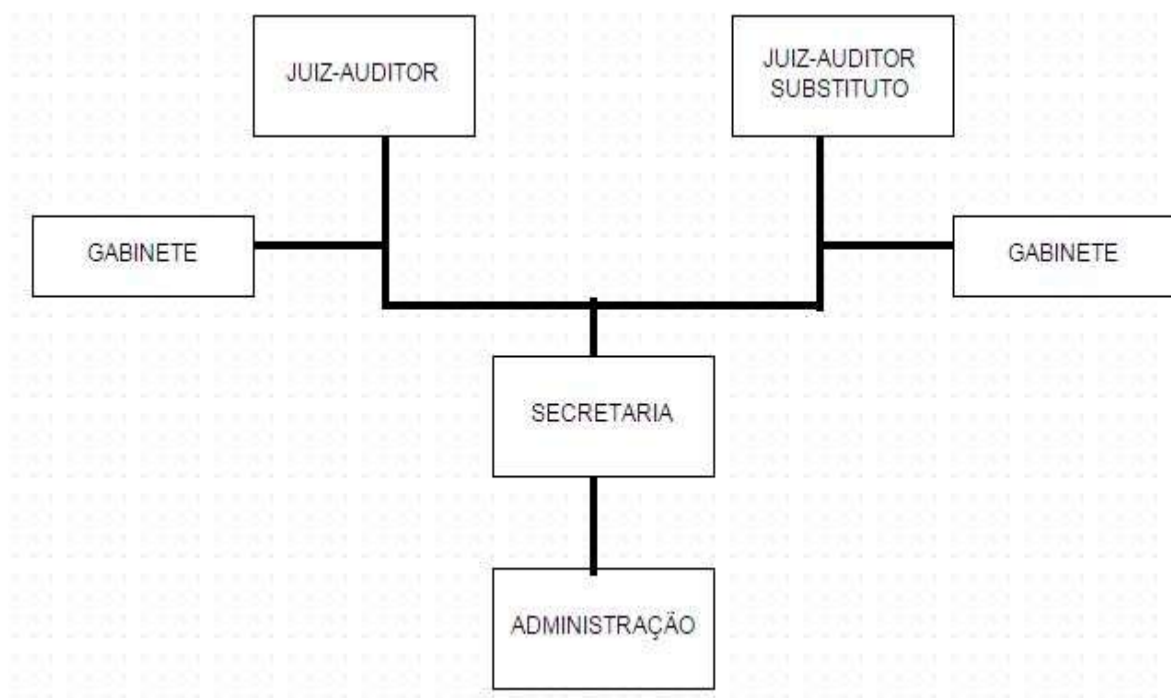 JUIZ-AUDITOR
JUIZ-AUDITOR
SUBSTITUTO
GABINETE
GABINETE
SECRETARIA
ADMINISTRAÇÃO